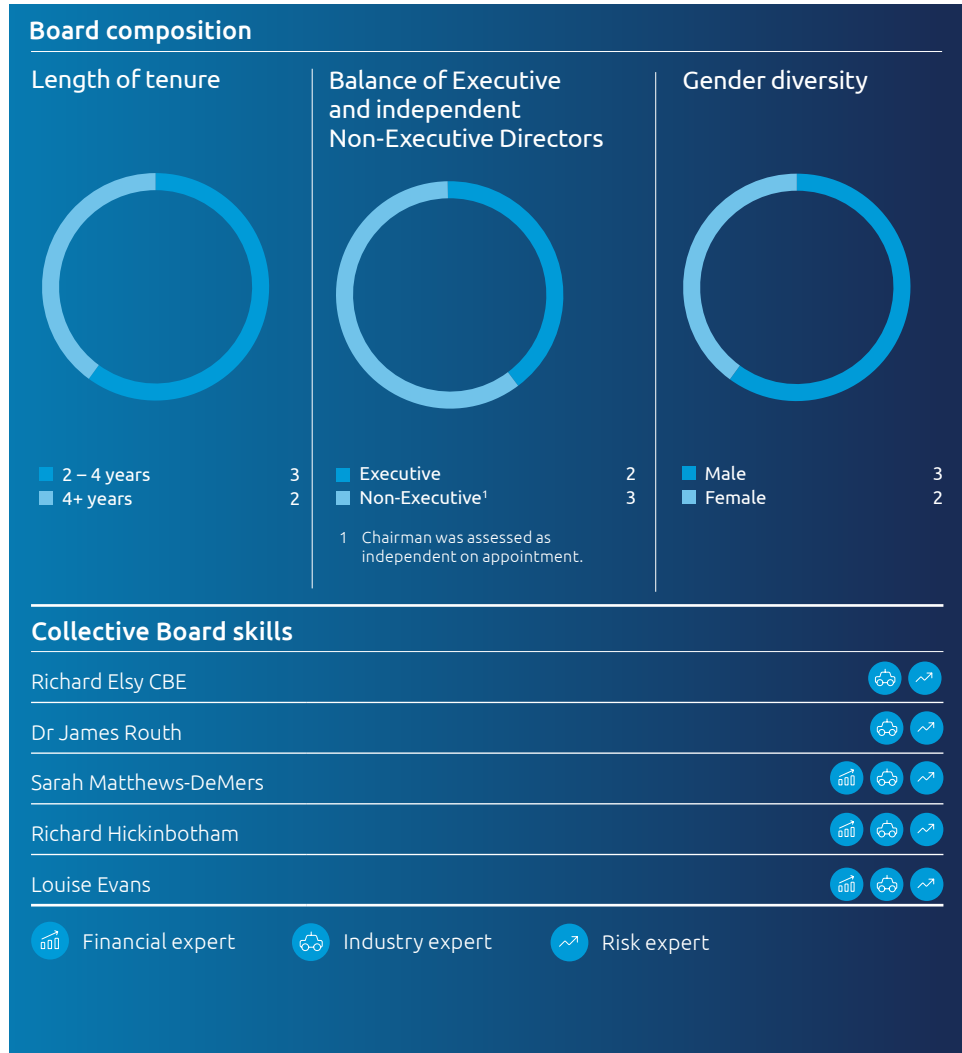 Board composition
Length of tenure
2 – 4 years 3
4+ years 2
Balance of Executive
and independent
Non-Executive Directors
Executive 2
Non-Executive¹ 3
1 Chairman was assessed as
independent on appointment.
Gender diversity
Male 3
Female 2
Collective Board skills
Richard Elsy CBE
Dr James Routh
Sarah Matthews-DeMers
Richard Hickinbotham
Louise Evans
Financial expert
Industry expert
Risk expert